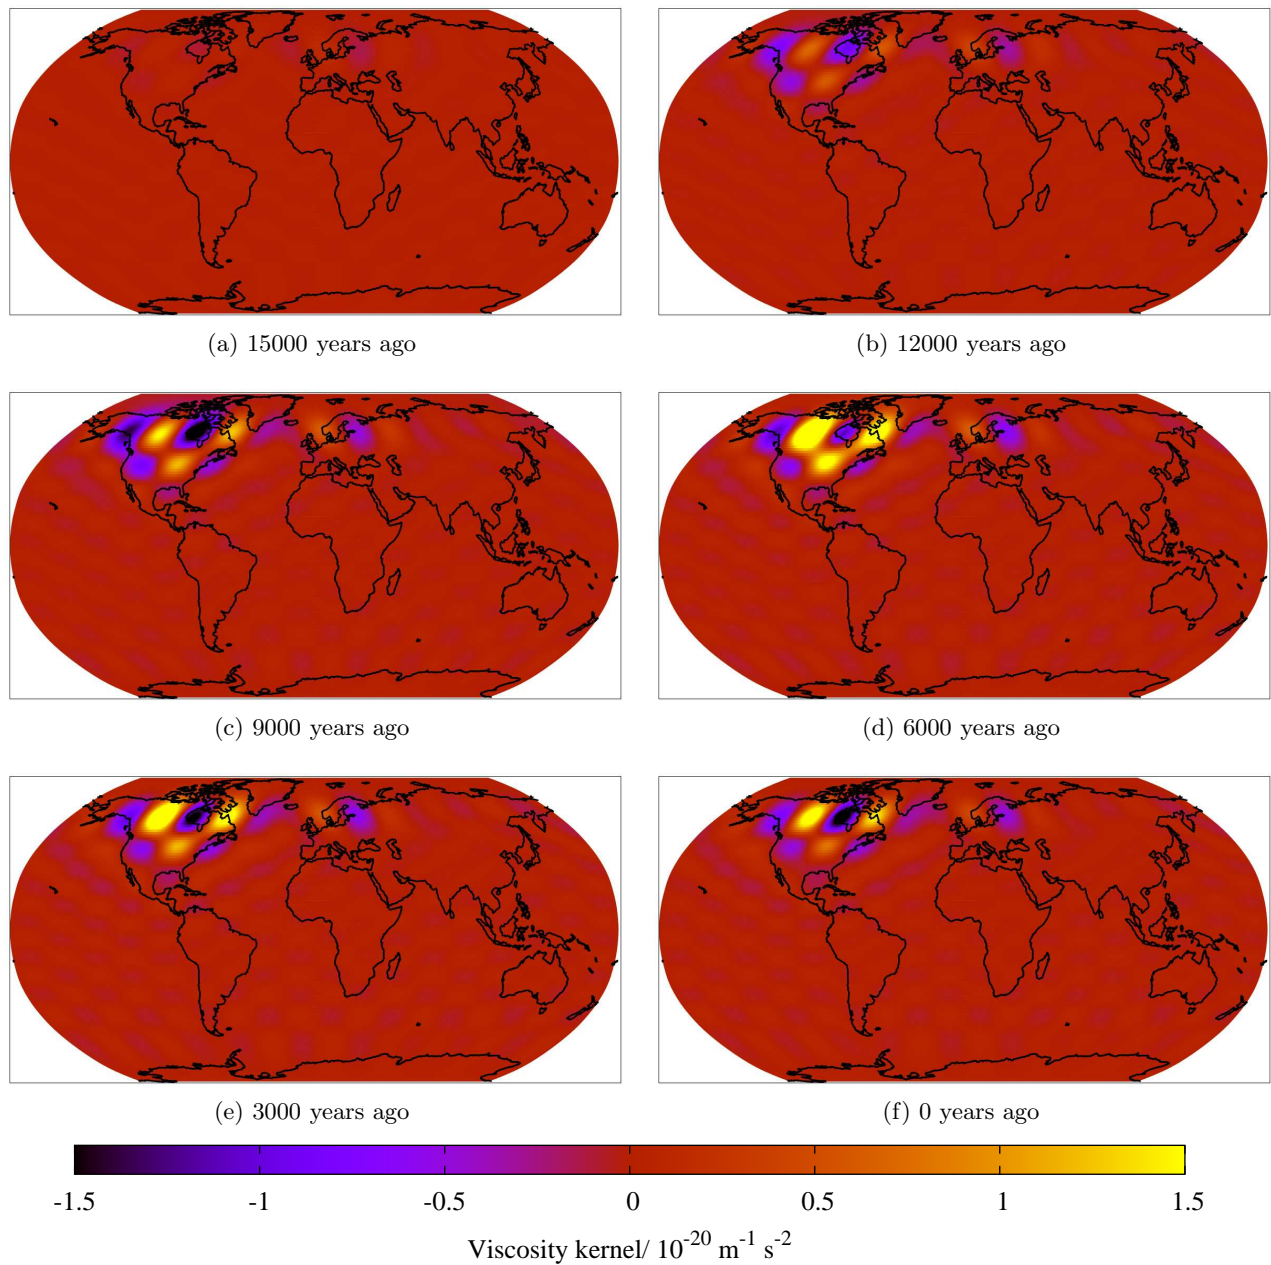 (a) 15000 years ago
(b) 12000 years ago
(c) 9000 years ago
(d) 6000 years ago
(e) 3000 years ago
(f) 0 years ago
-1.5 -1 -0.5 0 0.5 1 1.5
Viscosity kernel/ 10^-20 m^-1 s^-2